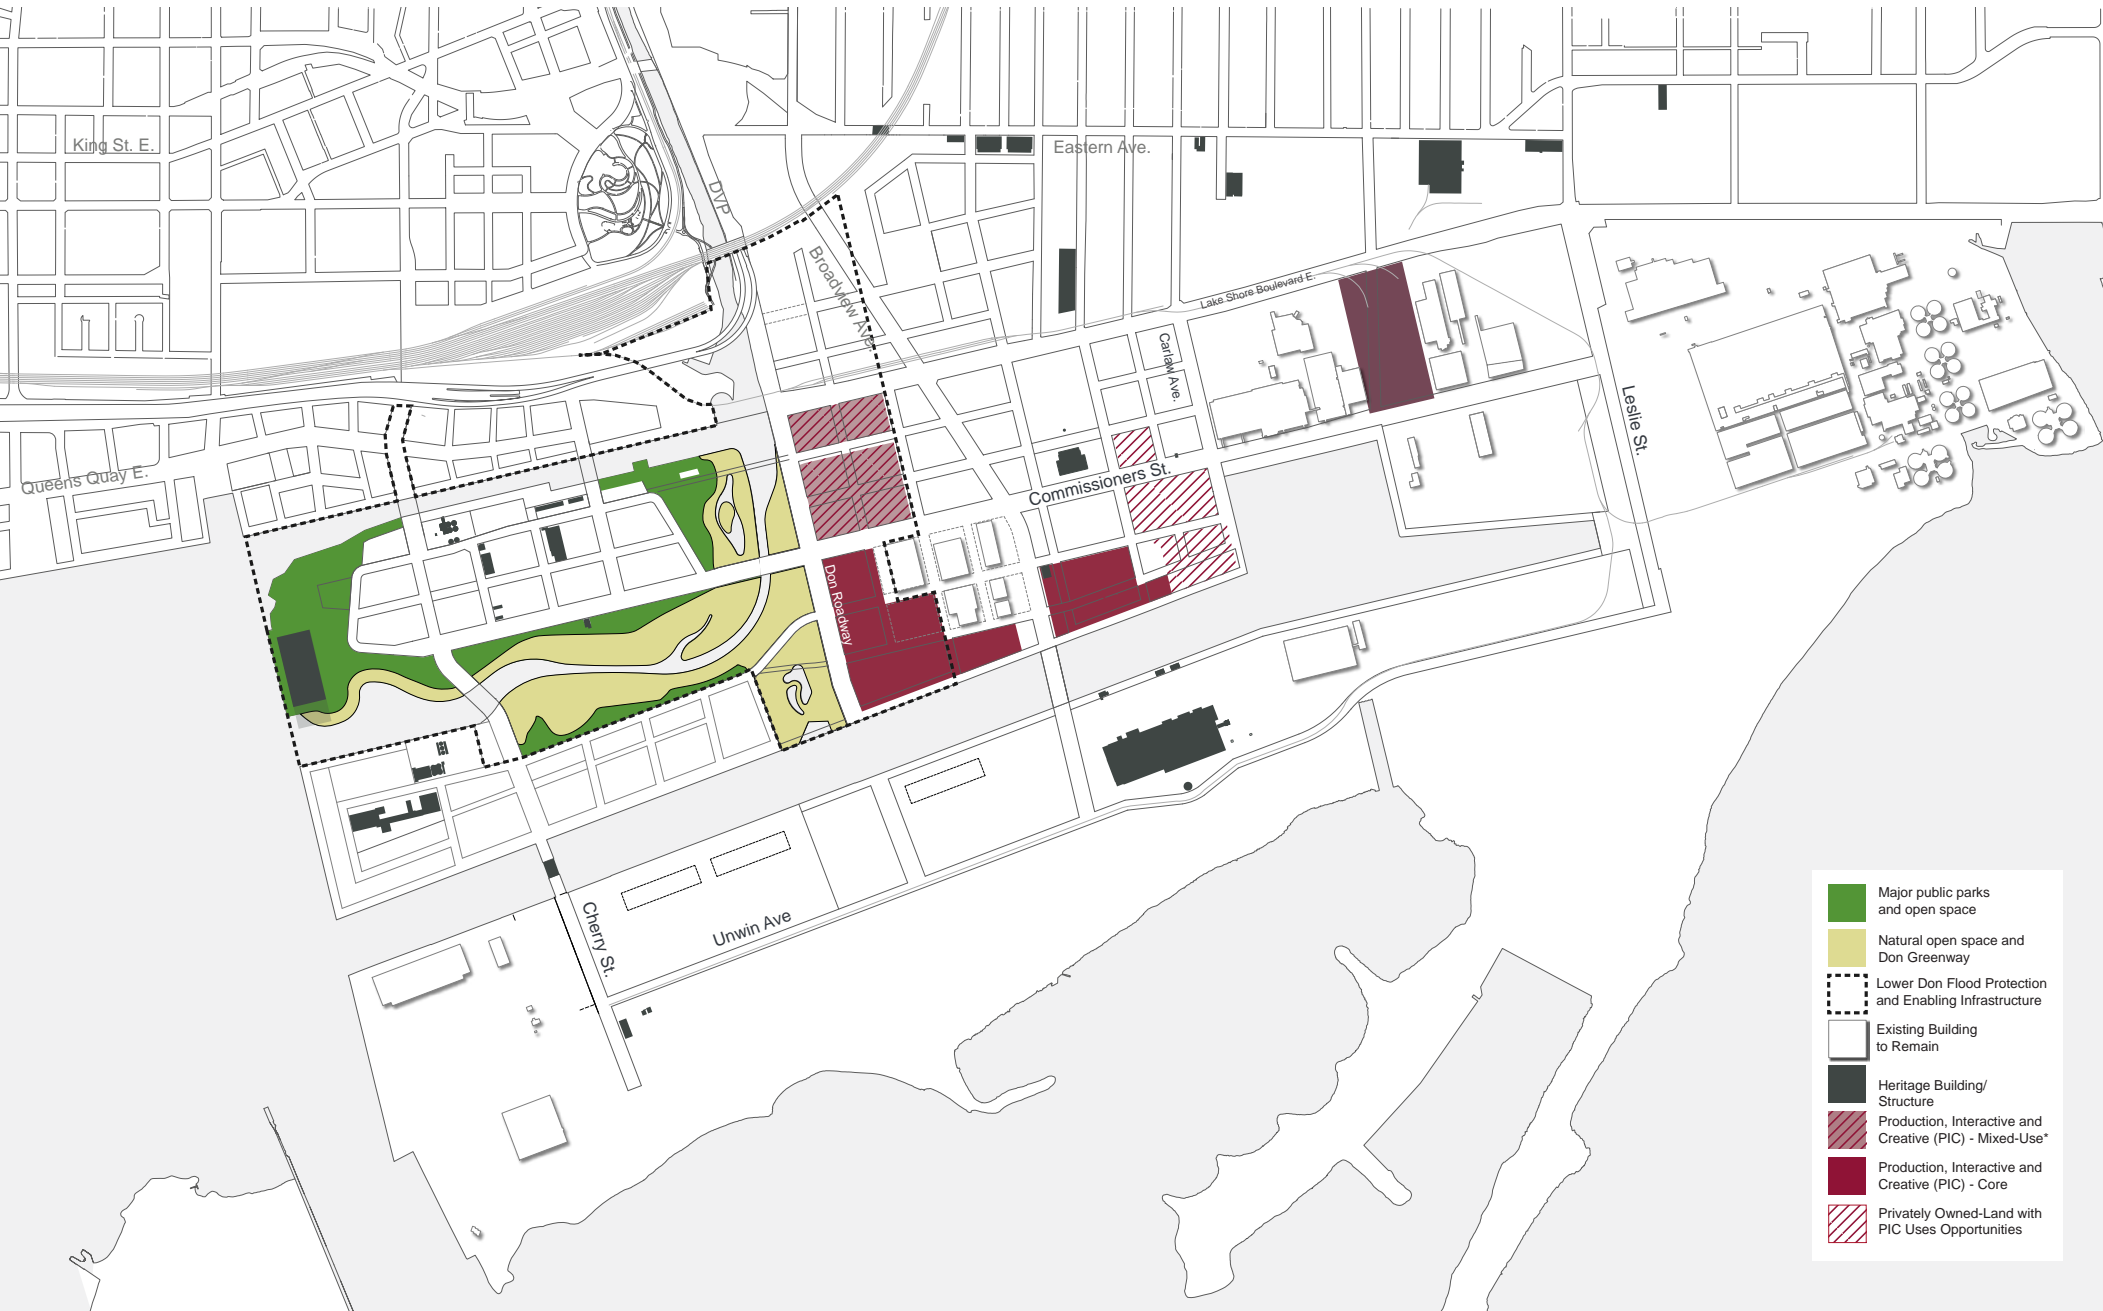 King St. E.
Eastern Ave.
DVP
Broadview Ave.
Lake Shore Boulevard E.
Carlaw Ave.
Leslie St.
Queens Quay E.
Commissioners St.
Don Roadway
Cherry St.
Unwin Ave
Major public parks
and open space
Natural open space and
Don Greenway
Lower Don Flood Protection
and Enabling Infrastructure
Existing Building
to Remain
Heritage Building/
Structure
Production, Interactive and
Creative (PIC) - Mixed-Use*
Production, Interactive and
Creative (PIC) - Core
Privately Owned-Land with
PIC Uses Opportunities